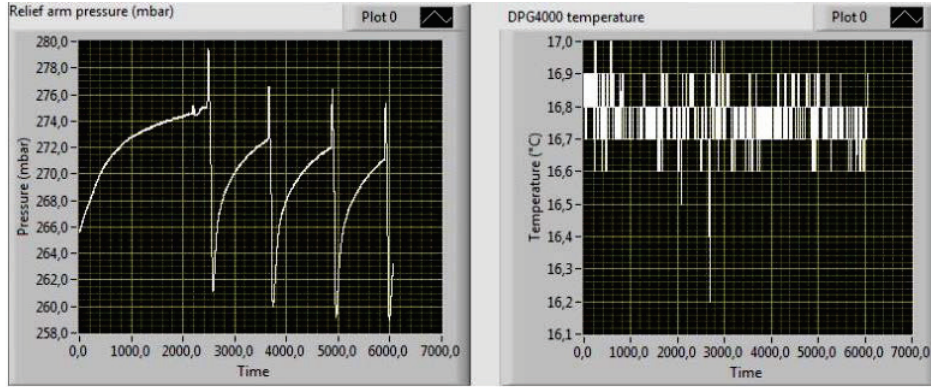 Relief arm pressure (mbar)
Plot 0
Pressure (mbar)
280,0
278,0
276,0
274,0
272,0
270,0
268,0
266,0
264,0
262,0
260,0
258,0
0,0 1000,0 2000,0 3000,0 4000,0 5000,0 6000,0 7000,0
Time
DPG4000 temperature
Plot 0
Temperature (°C)
17,0
16,9
16,8
16,7
16,6
16,5
16,4
16,3
16,2
16,1
0,0 1000,0 2000,0 3000,0 4000,0 5000,0 6000,0 7000,0
Time